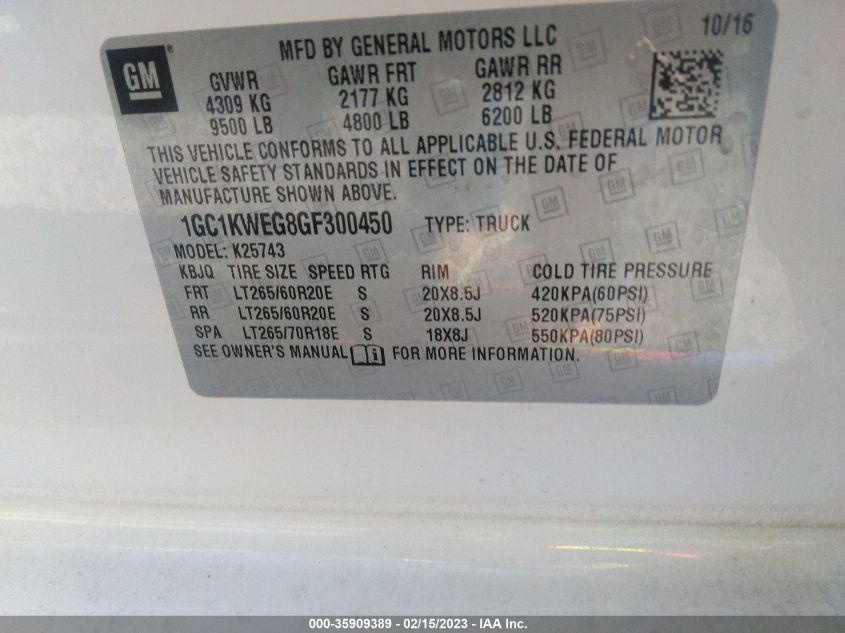 GM®
MFD BY GENERAL MOTORS LLC
10/16
GVWR GAWR FRT GAWR RR
4309 KG 2177 KG 2812 KG
9500 LB 4800 LB 6200 LB
THIS VEHICLE CONFORMS TO ALL APPLICABLE U.S. FEDERAL MOTOR
VEHICLE SAFETY STANDARDS IN EFFECT ON THE DATE OF
MANUFACTURE SHOWN ABOVE.
1GC1KWEG8GF300450 TYPE: TRUCK
MODEL: K25743
KBJQ TIRE SIZE SPEED RTG RIM COLD TIRE PRESSURE
FRT LT265/60R20E S 20X8.5J 420KPA(60PSI)
RR LT265/60R20E S 20X8.5J 520KPA(75PSI)
SPA LT265/70R18E S 18X8J 550KPA(80PSI)
SEE OWNER'S MANUAL FOR MORE INFORMATION.
000-35909389 - 02/15/2023 - IAA Inc.